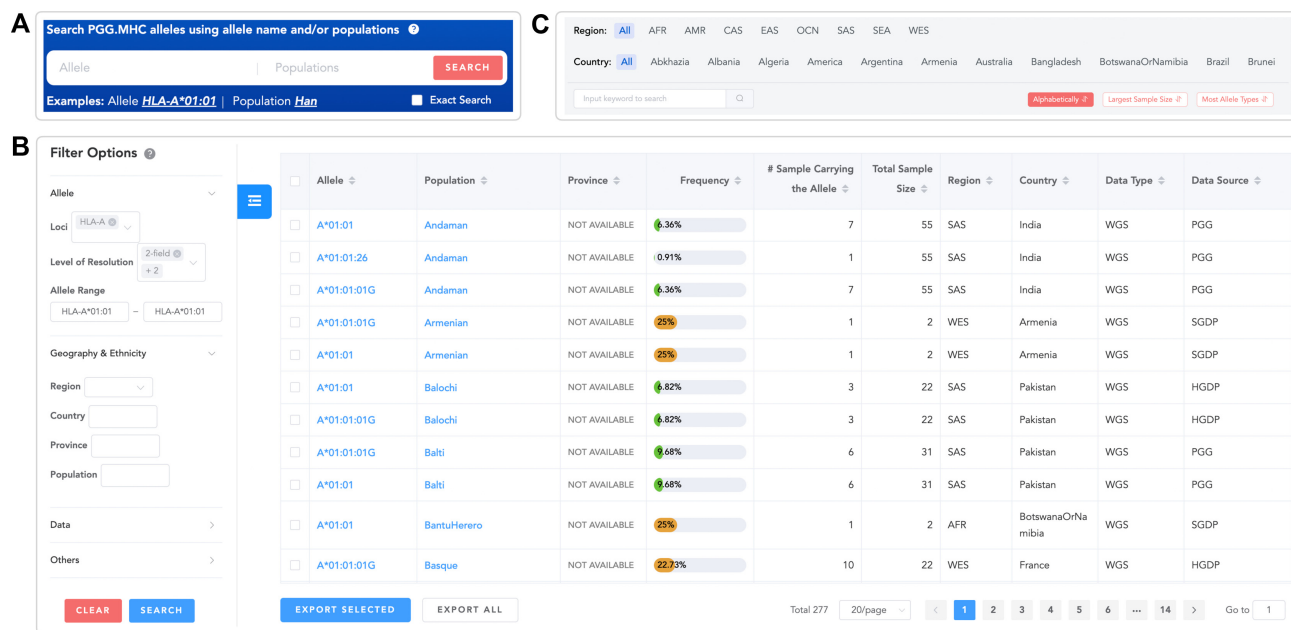 A
Search PGG.MHC alleles using allele name and/or populations ?
Allele | Populations SEARCH
Examples: Allele HLA-A*01:01 | Population Han Exact Search
C
Region: All AFR AMR CAS EAS OCN SAS SEA WES
Country: All Abkhazia Albania Algeria America Argentina Armenia Australia Bangladesh BotswanaOrNamibia Brazil Brunei
Input keyword to search Alphabetically Largest Sample Size Most Allele Types
B
Filter Options ?
Allele
Loci HLA-A
Level of Resolution 2-field
+ 2
Allele Range
HLA-A*01:01 – HLA-A*01:01
Geography & Ethnicity
Region
Country
Province
Population
Data
Others
CLEAR SEARCH
Allele Population Province Frequency # Sample Carrying the Allele Total Sample Size Region Country Data Type Data Source
A*01:01 Andaman NOT AVAILABLE 6.36% 7 55 SAS India WGS PGG
A*01:01:26 Andaman NOT AVAILABLE 0.91% 1 55 SAS India WGS PGG
A*01:01:01G Andaman NOT AVAILABLE 6.36% 7 55 SAS India WGS PGG
A*01:01:01G Armenian NOT AVAILABLE 25% 1 2 WES Armenia WGS SGDP
A*01:01 Armenian NOT AVAILABLE 25% 1 2 WES Armenia WGS SGDP
A*01:01 Balochi NOT AVAILABLE 6.82% 3 22 SAS Pakistan WGS HGDP
A*01:01:01G Balochi NOT AVAILABLE 6.82% 3 22 SAS Pakistan WGS HGDP
A*01:01:01G Balti NOT AVAILABLE 9.68% 6 31 SAS Pakistan WGS PGG
A*01:01 Balti NOT AVAILABLE 9.68% 6 31 SAS Pakistan WGS PGG
A*01:01 BantuHerero NOT AVAILABLE 25% 1 2 AFR BotswanaOrNa
mibia WGS SGDP
A*01:01:01G Basque NOT AVAILABLE 22.73% 10 22 WES France WGS HGDP
EXPORT SELECTED EXPORT ALL Total 277 20/page < 1 2 3 4 5 6 ... 14 > Go to 1